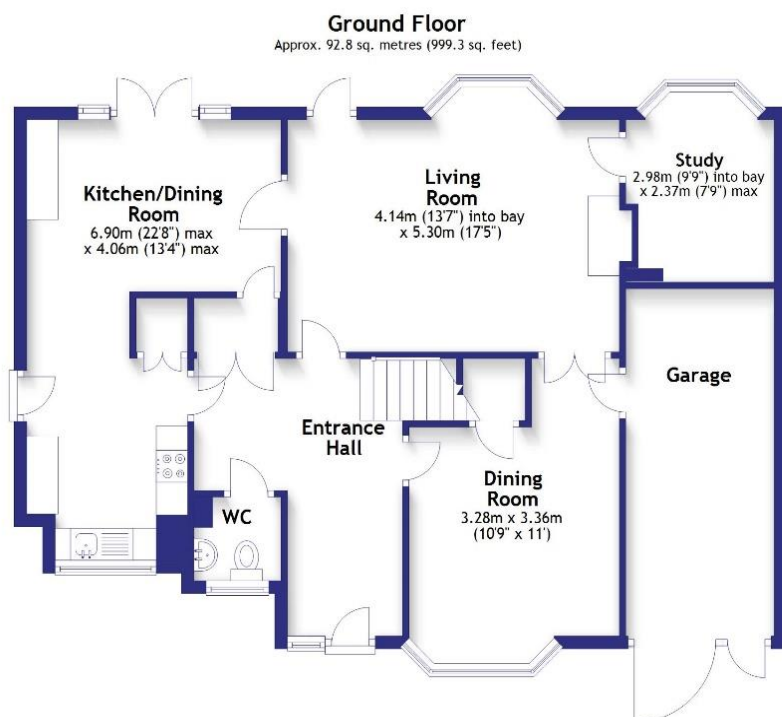 Ground Floor
Approx. 92.8 sq. metres (999.3 sq. feet)
Kitchen/Dining
Room
6.90m (22'8") max
x 4.06m (13'4") max
Living
Room
4.14m (13'7") into bay
x 5.30m (17'5")
Study
2.98m (9'9") into bay
x 2.37m (7'9") max
Garage
Entrance
Hall
Dining
Room
3.28m x 3.36m
(10'9" x 11')
WC